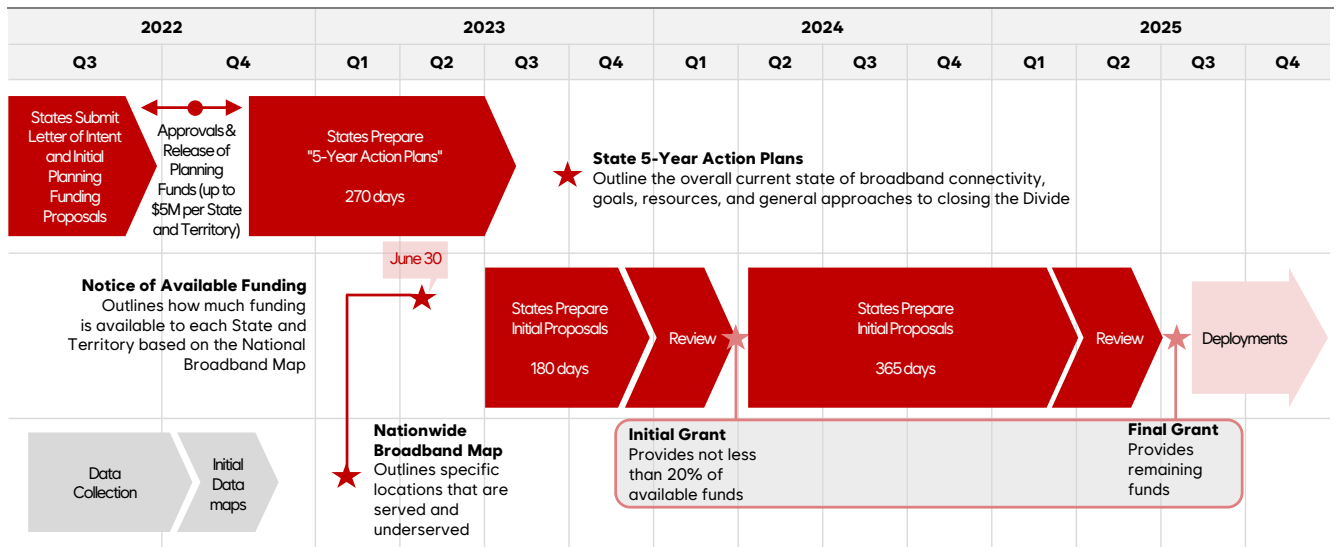 2022
2023
2024
2025
Q3
Q4
Q1
Q2
Q3
Q4
Q1
Q2
Q3
Q4
Q1
Q2
Q3
Q4
States Submit
Letter of Intent
and Initial
Planning
Funding
Proposals
Approvals &
Release of
Planning
Funds (up to
$5M per State
and Territory)
States Prepare
"5-Year Action Plans"
270 days
State 5-Year Action Plans
Outline the overall current state of broadband connectivity,
goals, resources, and general approaches to closing the Divide
June 30
Notice of Available Funding
Outlines how much funding
is available to each State and
Territory based on the National
Broadband Map
States Prepare
Initial Proposals
180 days
Review
States Prepare
Initial Proposals
365 days
Review
Deployments
Data
Collection
Initial
Data
maps
Nationwide
Broadband Map
Outlines specific
locations that are
served and
underserved
Initial Grant
Provides not less
than 20% of
available funds
Final Grant
Provides
remaining
funds